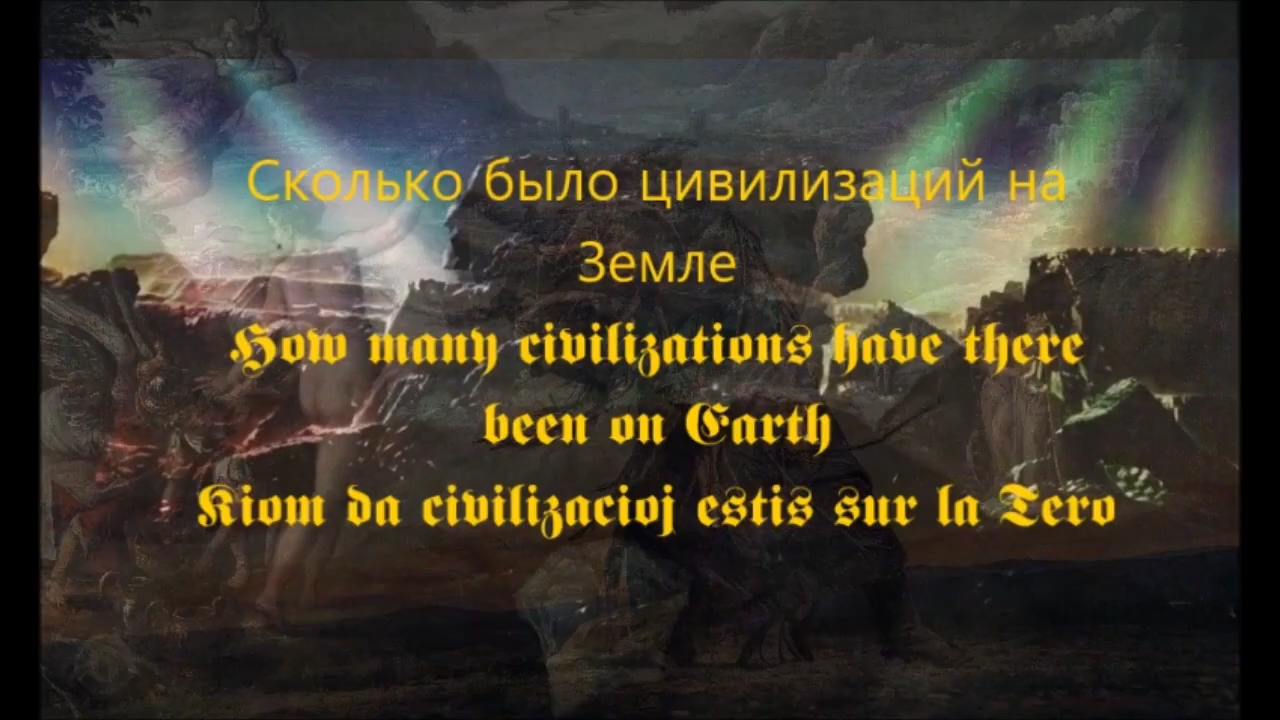 Сколько было цивилизаций на
Земле
How many civilizations have there
been on Earth
Kiom da civilizacioj estis sur la Tero